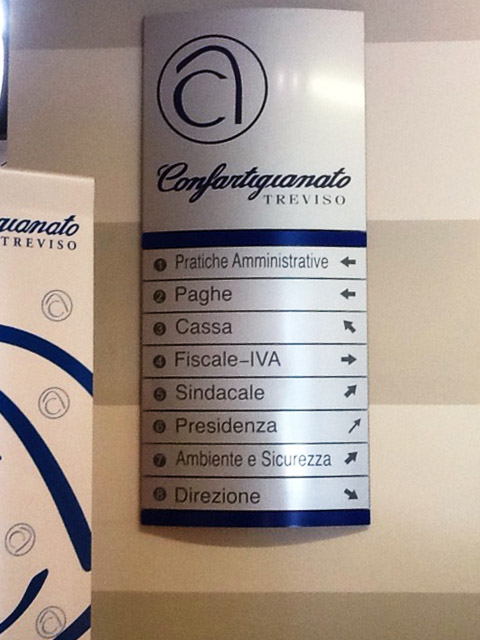 Confartigianato
TREVISO
1 Pratiche Amministrative ←
2 Paghe ←
3 Cassa ↖
4 Fiscale-IVA →
5 Sindacale ↗
6 Presidenza ↗
7 Ambiente e Sicurezza ↗
8 Direzione ↘
gianato
TREVISO